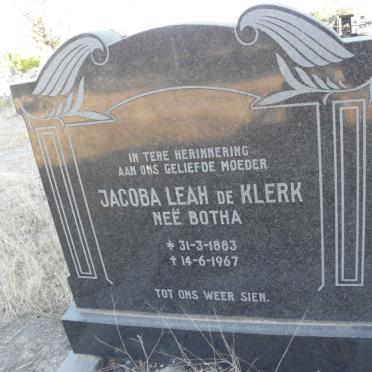 IN TERE HERINNERING
AAN ONS GELIEFDE MOEDER
JACOBA LEAH DE KLERK
NEË BOTHA
* 31-3-1883
✝ 14-6-1967
TOT ONS WEER SIEN.